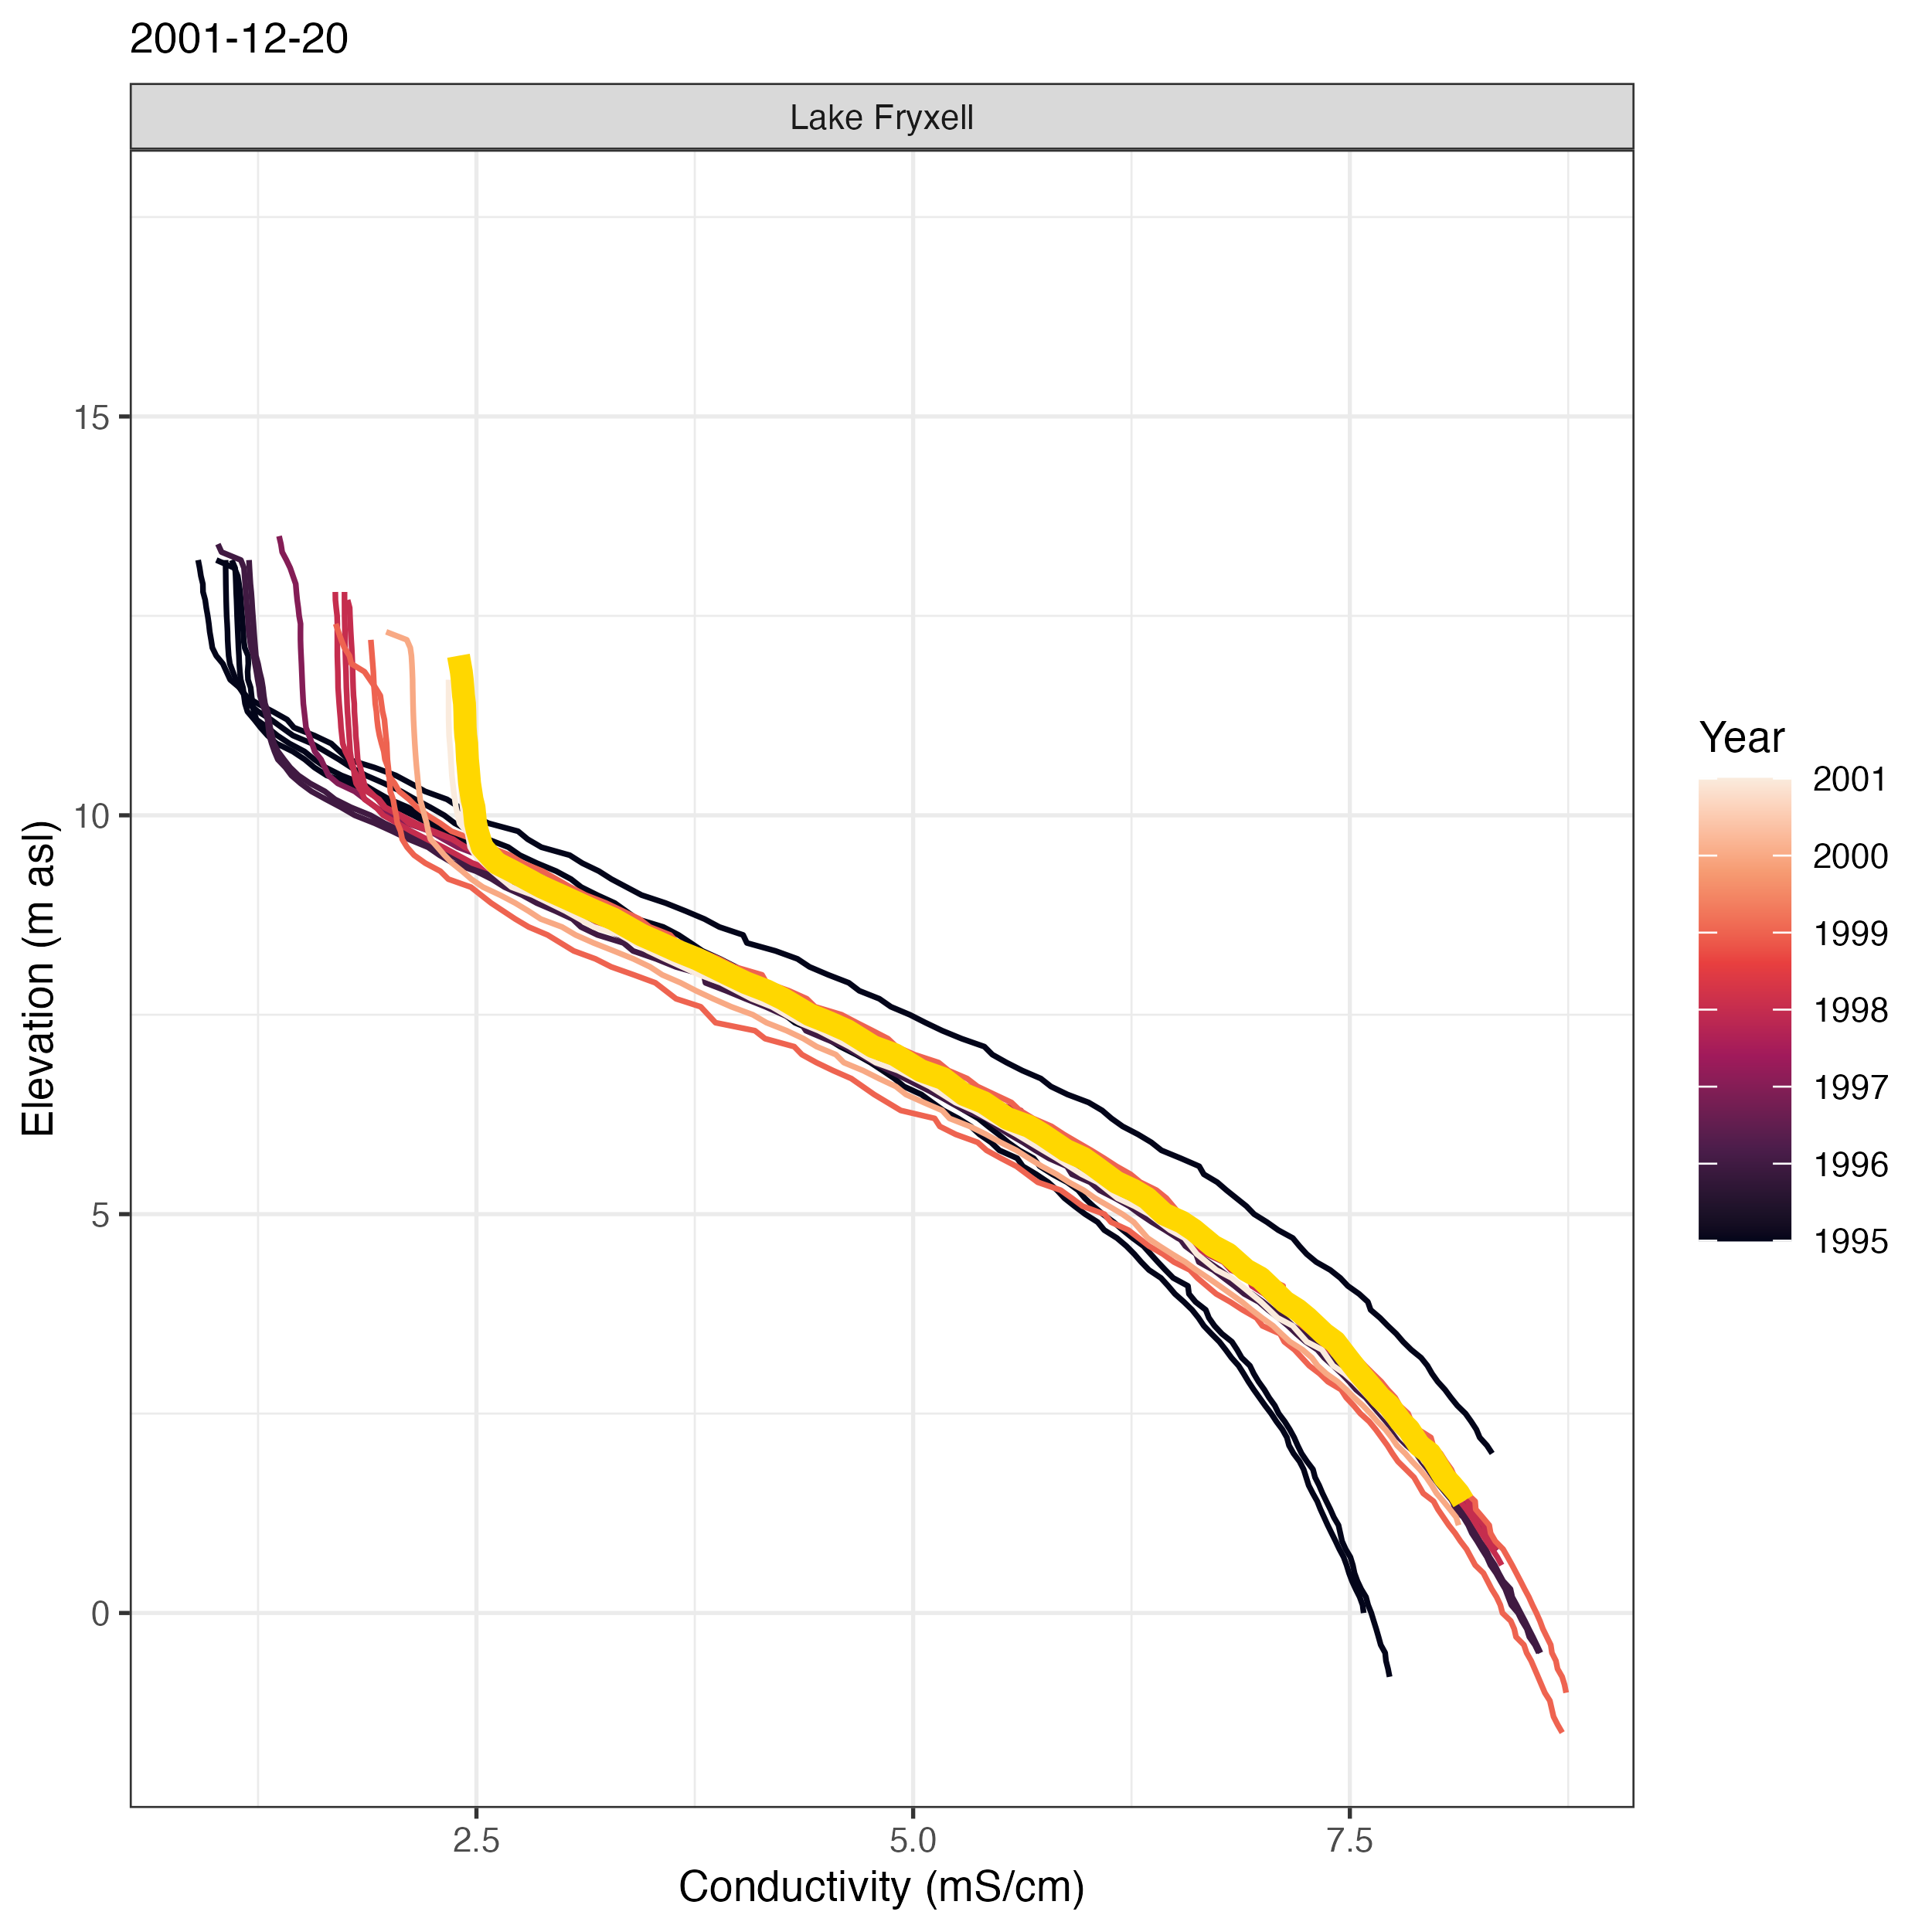 2001-12-20
Lake Fryxell
15
10
5
0
Elevation (m asl)
2.5 5.0 7.5
Conductivity (mS/cm)
Year
2001
2000
1999
1998
1997
1996
1995